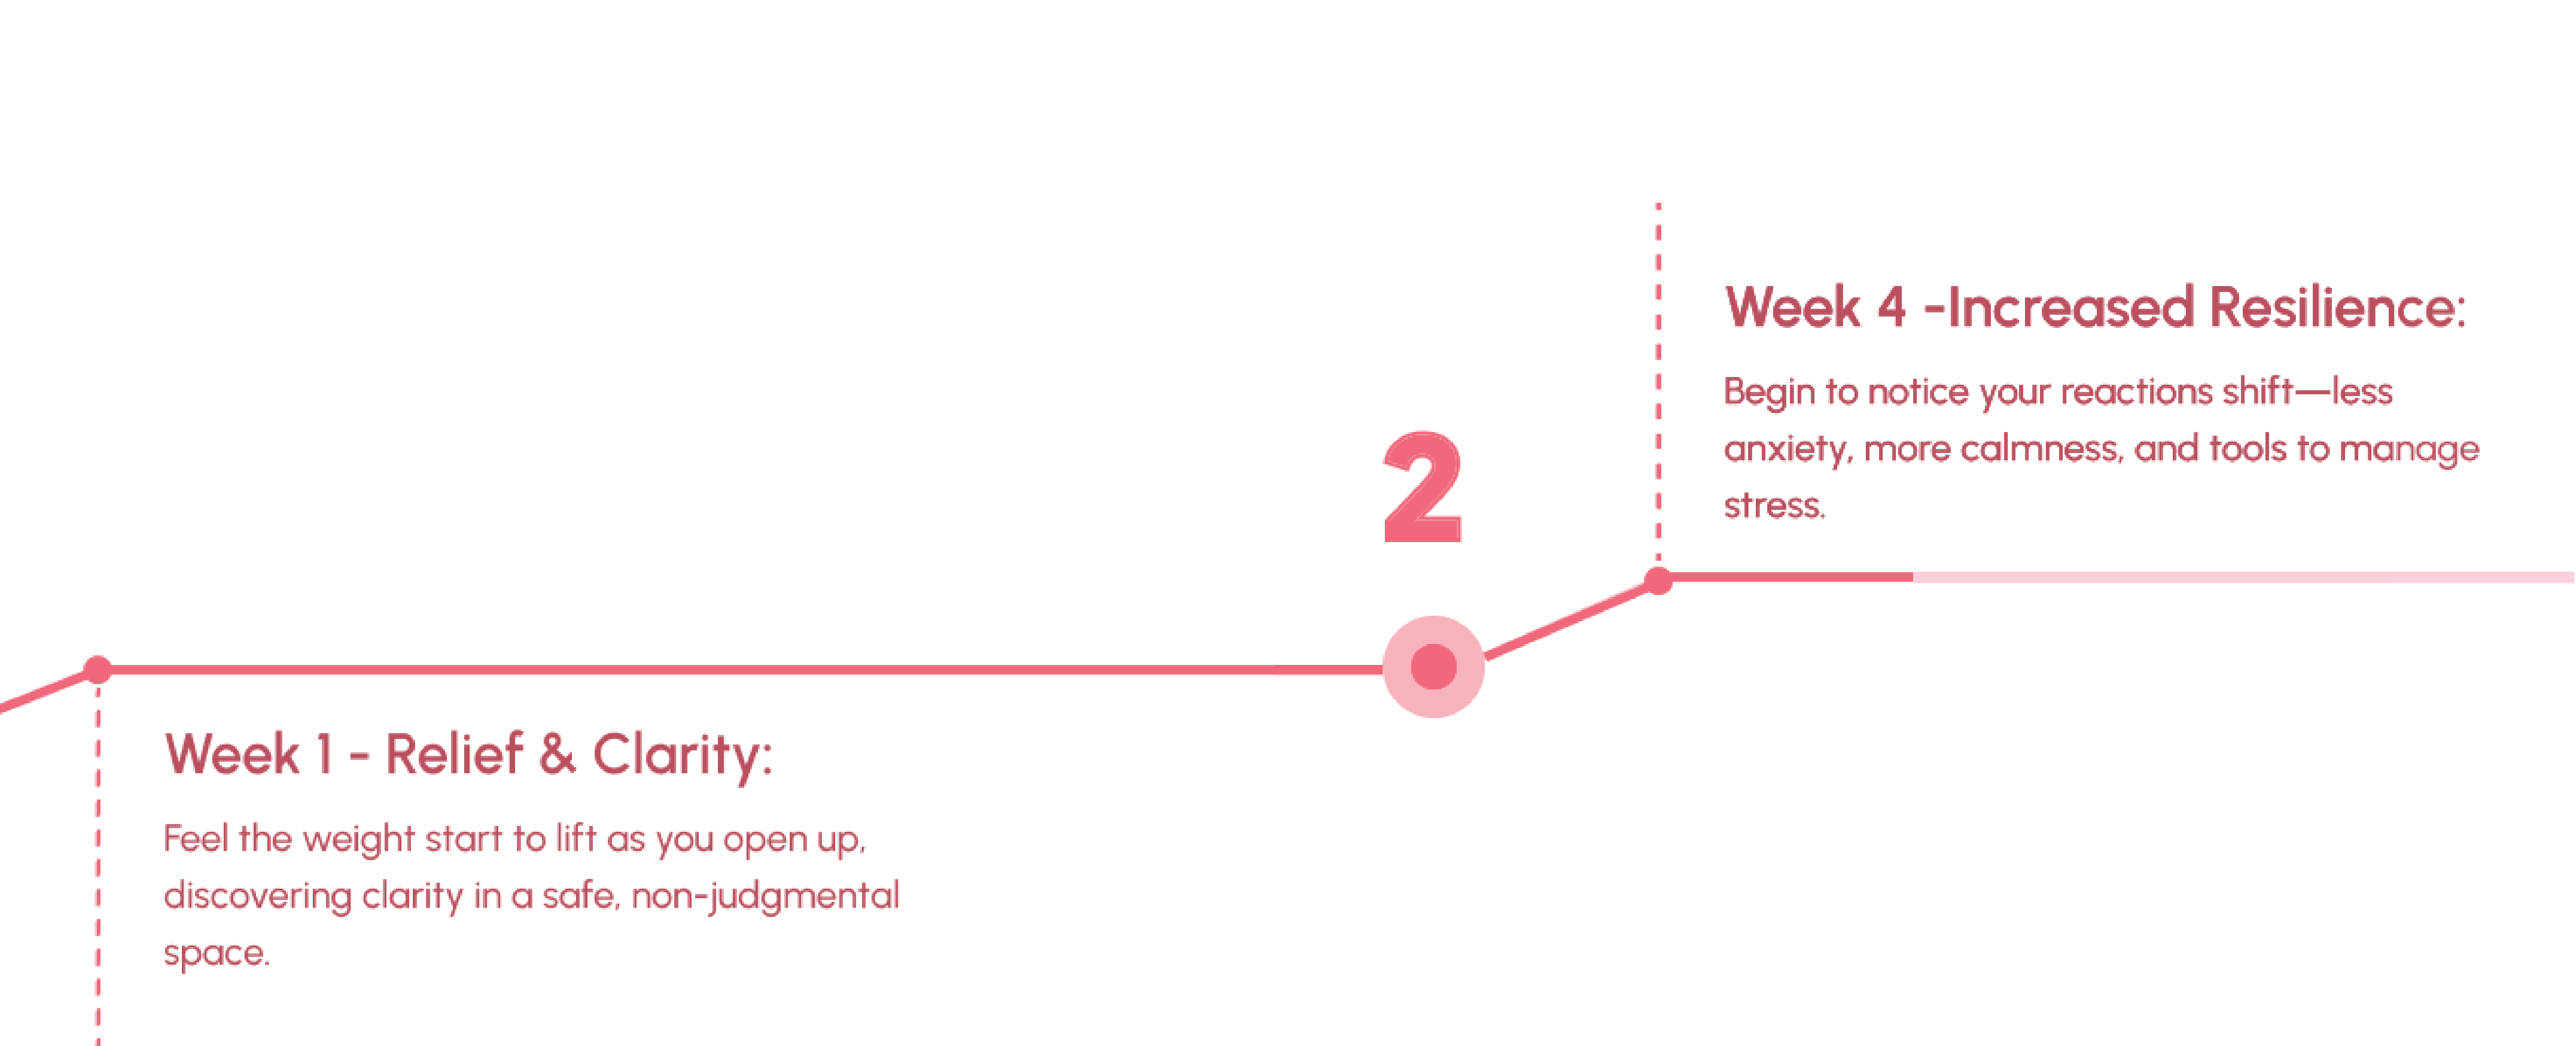 Week 1 - Relief & Clarity:
Feel the weight start to lift as you open up,
discovering clarity in a safe, non-judgmental
space.
2
Week 4 -Increased Resilience:
Begin to notice your reactions shift—less
anxiety, more calmness, and tools to manage
stress.